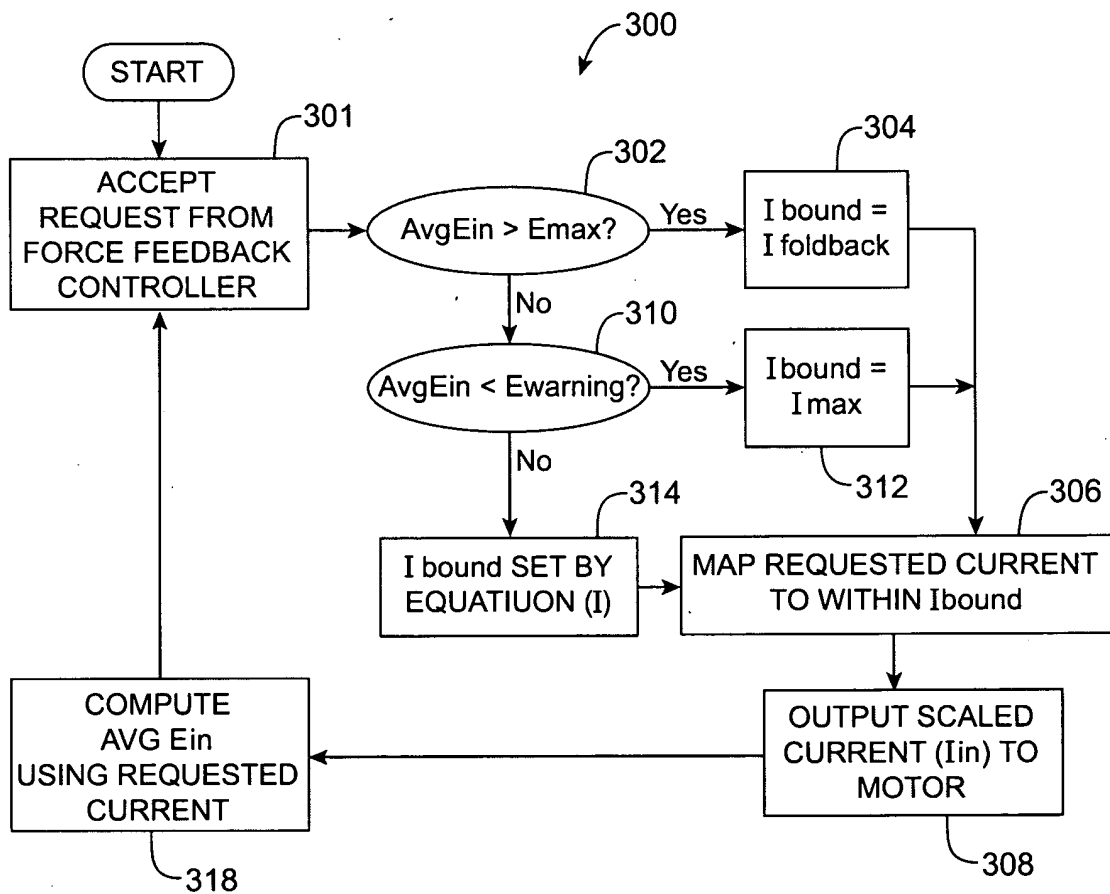 300
START
301
ACCEPT
REQUEST FROM
FORCE FEEDBACK
CONTROLLER
302
AvgEin > Emax?
Yes
304
I bound =
I foldback
No
310
AvgEin < Ewarning?
Yes
I bound =
I max
312
No
314
I bound SET BY
EQUATIUON (I)
306
MAP REQUESTED CURRENT
TO WITHIN Ibound
OUTPUT SCALED
CURRENT (Iin) TO
MOTOR
308
COMPUTE
AVG Ein
USING REQUESTED
CURRENT
318